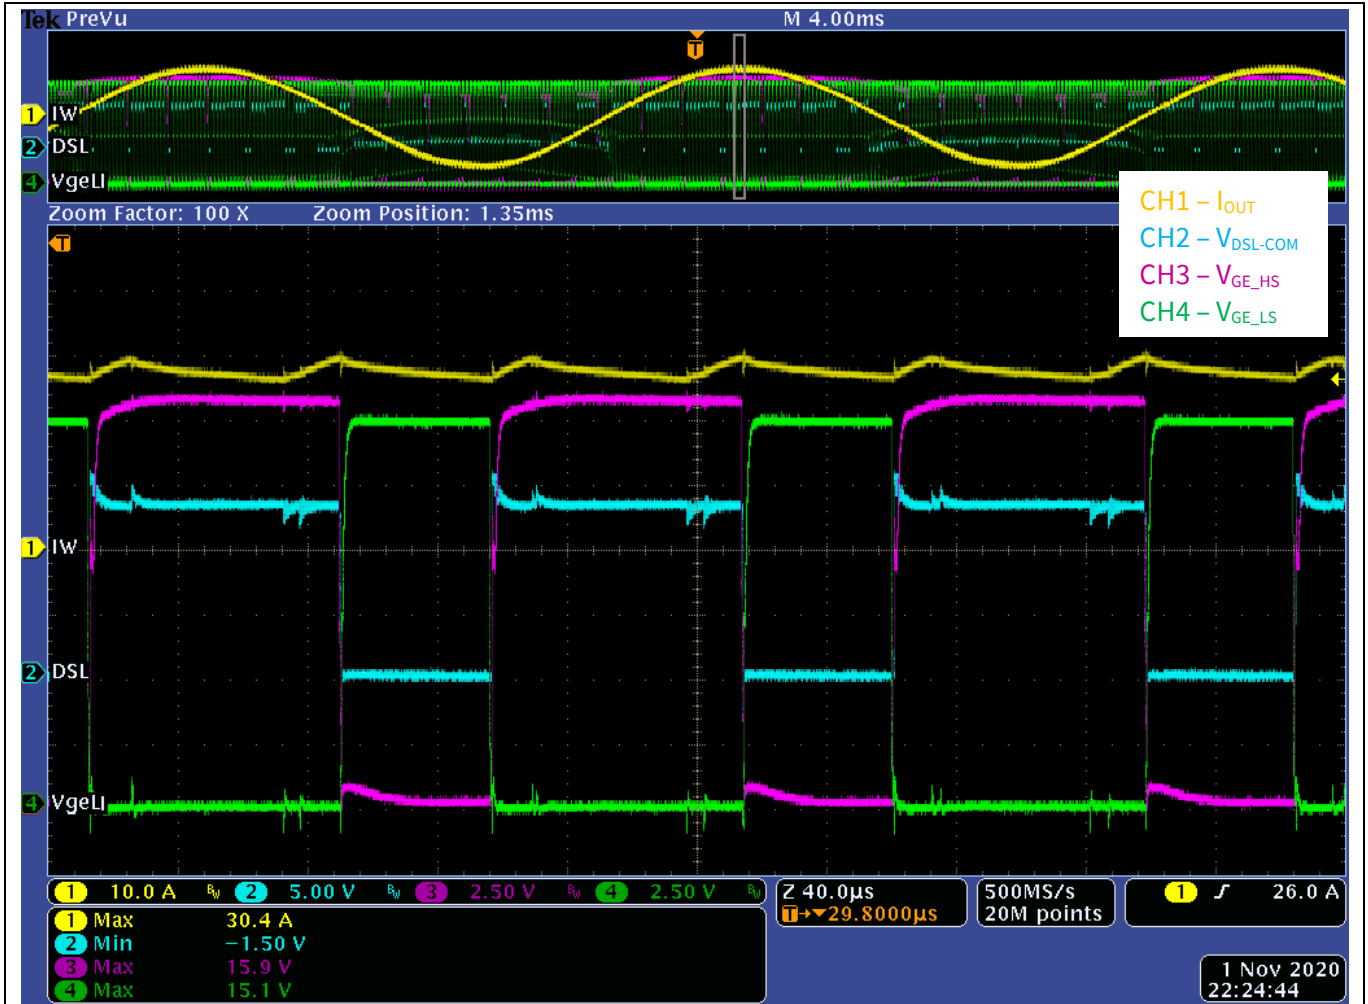 Tek PreVu M 4.00ms
T
1 IW
2 DSL
4 VgeLI
CH1 – IOUT
CH2 – VDSL-COM
CH3 – VGE_HS
CH4 – VGE_LS
Zoom Factor: 100 X Zoom Position: 1.35ms
T
1 IW
2 DSL
4 VgeLI
1 10.0 A BW 2 5.00 V BW 3 2.50 V BW 4 2.50 V BW
Z 40.0µs
T→▼29.8000µs
500MS/s
20M points
1 ʃ 26.0 A
1 Max 30.4 A
2 Min −1.50 V
3 Max 15.9 V
4 Max 15.1 V
1 Nov 2020
22:24:44